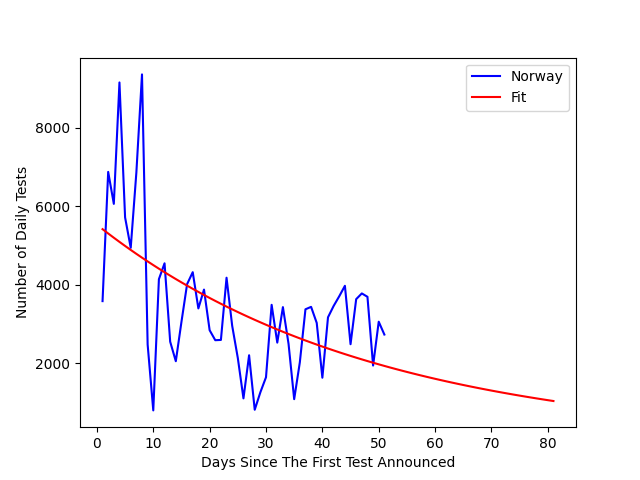 Norway
Fit
8000
6000
4000
2000
Number of Daily Tests
0 10 20 30 40 50 60 70 80
Days Since The First Test Announced